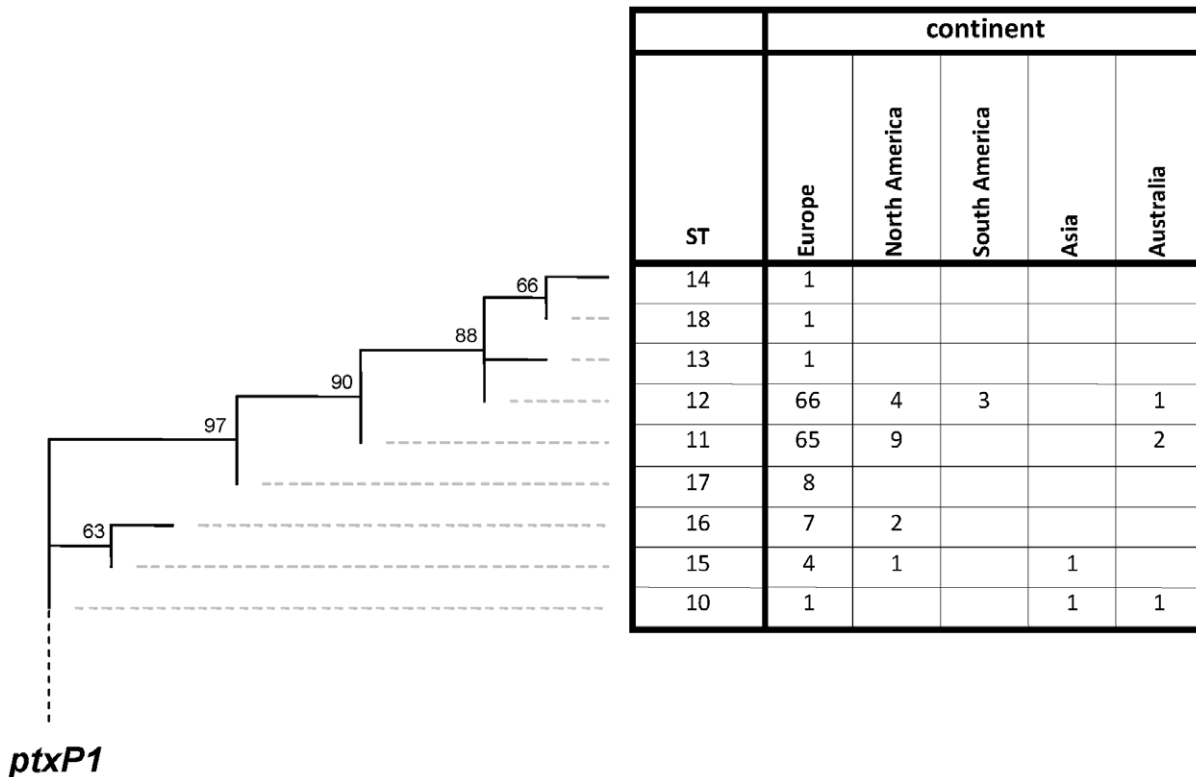 continent
ST Europe North America South America Asia Australia
14 1
18 1
13 1
12 66 4 3 1
11 65 9 2
17 8
16 7 2
15 4 1 1
10 1 1 1
66
88
90
97
63
ptxP1